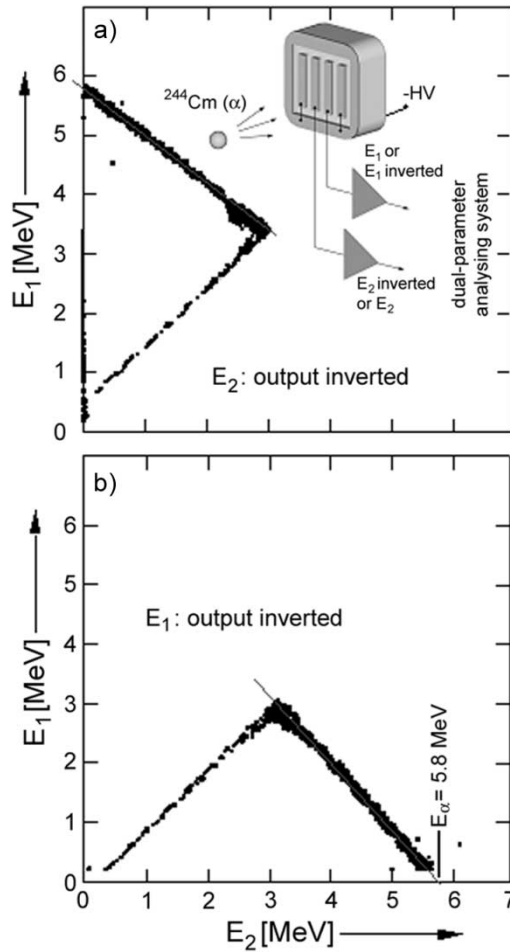 a)
6
5
4
3
2
1
0
E₁ [MeV]
²⁴⁴Cm (α)
-HV
E₁ or
E₁ inverted
E₂ inverted
or E₂
dual-parameter
analysing system
E₂: output inverted
b)
6
5
4
3
2
1
0
E₁ [MeV]
E₁: output inverted
Eα = 5.8 MeV
0 1 2 3 4 5 6 7
E₂ [MeV]